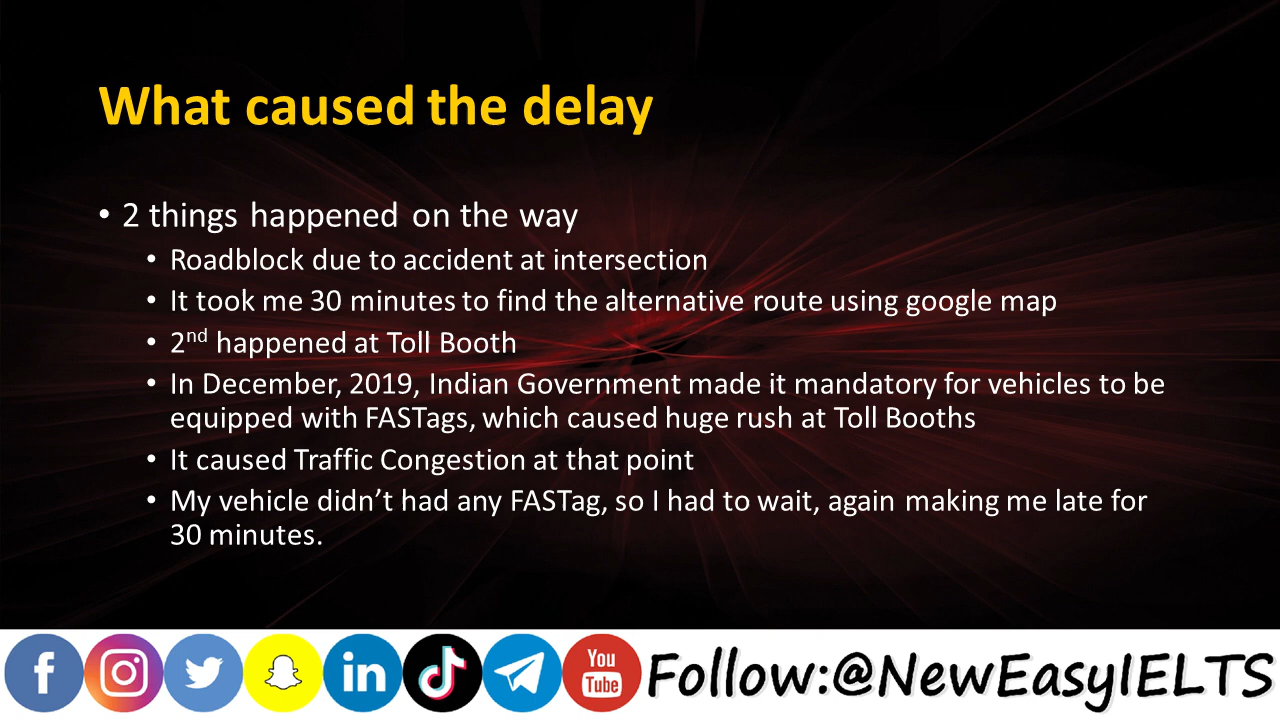 What caused the delay
• 2 things happened on the way
• Roadblock due to accident at intersection
• It took me 30 minutes to find the alternative route using google map
• 2nd happened at Toll Booth
• In December, 2019, Indian Government made it mandatory for vehicles to be
equipped with FASTags, which caused huge rush at Toll Booths
• It caused Traffic Congestion at that point
• My vehicle didn’t had any FASTag, so I had to wait, again making me late for
30 minutes.
f in You Tube Follow:@NewEasyIELTS